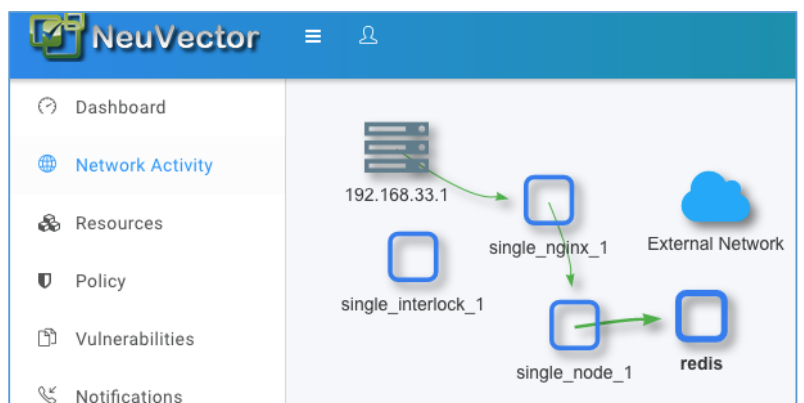 NeuVector
Dashboard
Network Activity
Resources
Policy
Vulnerabilities
Notifications
192.168.33.1
single_nginx_1
External Network
single_interlock_1
single_node_1
redis